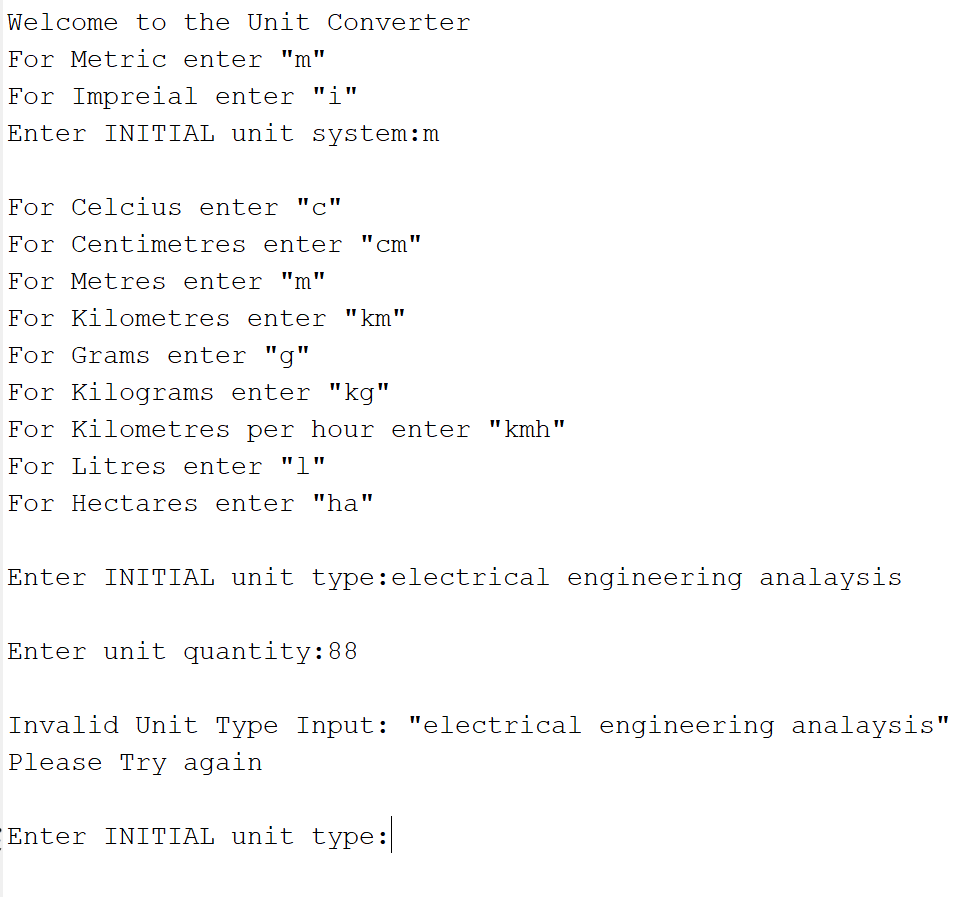 Welcome to the Unit Converter
For Metric enter "m"
For Impreial enter "i"
Enter INITIAL unit system:m
For Celcius enter "c"
For Centimetres enter "cm"
For Metres enter "m"
For Kilometres enter "km"
For Grams enter "g"
For Kilograms enter "kg"
For Kilometres per hour enter "kmh"
For Litres enter "l"
For Hectares enter "ha"
Enter INITIAL unit type:electrical engineering analaysis
Enter unit quantity:88
Invalid Unit Type Input: "electrical engineering analaysis"
Please Try again
Enter INITIAL unit type: